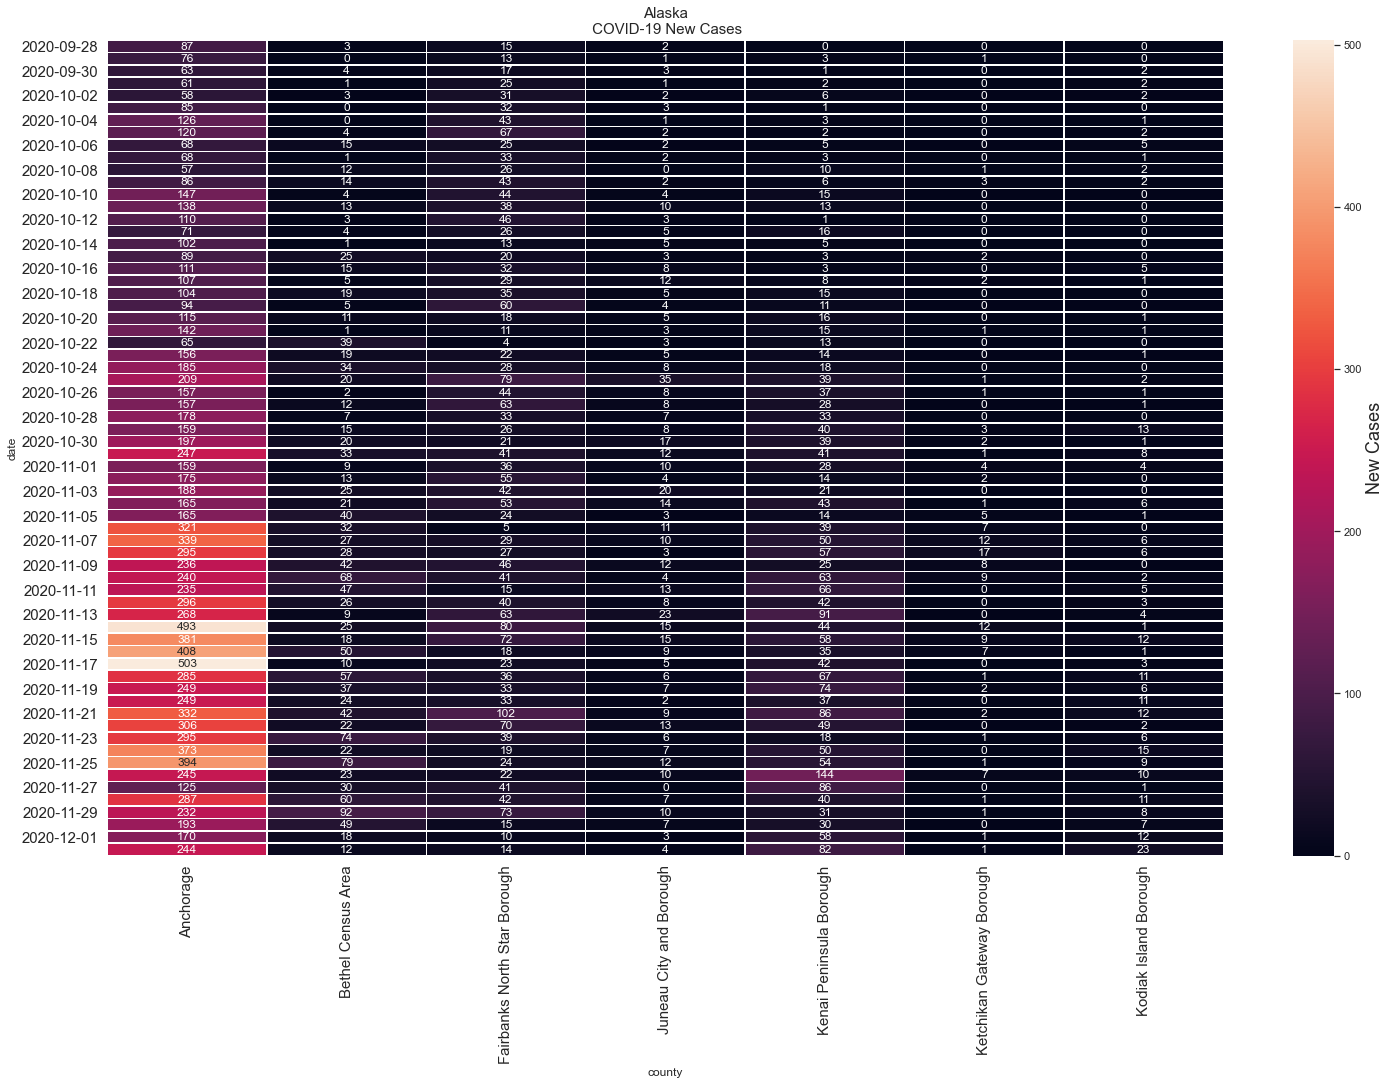 Alaska
COVID-19 New Cases
2020-09-28 87 3 15 2 0 0 0
76 0 13 1 3 1 0
2020-09-30 63 4 17 3 1 0 2
61 1 25 1 2 0 2
2020-10-02 58 3 31 2 6 0 2
85 0 32 3 1 0 0
2020-10-04 126 0 43 1 3 0 1
120 4 67 2 2 0 2
2020-10-06 68 15 25 2 5 0 5
68 1 33 2 3 0 1
2020-10-08 57 12 26 0 10 1 2
86 14 43 2 6 3 2
2020-10-10 147 4 44 4 15 0 0
138 13 38 10 13 0 0
2020-10-12 110 3 46 3 1 0 0
71 4 26 5 16 0 0
2020-10-14 102 1 13 5 5 0 0
89 25 20 3 3 2 0
2020-10-16 111 15 32 8 3 0 5
107 5 29 12 8 2 1
2020-10-18 104 19 35 5 15 0 0
94 5 60 4 11 0 0
2020-10-20 115 11 18 5 16 0 1
142 1 11 3 15 1 1
2020-10-22 65 39 4 3 13 0 0
156 19 22 5 14 0 1
2020-10-24 185 34 28 8 18 0 0
209 20 79 35 39 1 2
2020-10-26 157 2 44 8 37 1 1
157 12 63 8 28 0 1
2020-10-28 178 7 33 7 33 0 0
159 15 26 8 40 3 13
2020-10-30 197 20 21 17 39 2 1
247 33 41 12 41 1 8
2020-11-01 159 9 36 10 28 4 4
175 13 55 4 14 2 0
2020-11-03 188 25 42 20 21 0 0
165 21 53 14 43 1 6
2020-11-05 165 40 24 3 14 5 1
321 32 5 11 39 7 0
2020-11-07 339 27 29 10 50 12 6
295 28 27 3 57 17 6
2020-11-09 236 42 46 12 25 8 0
240 68 41 4 63 9 2
2020-11-11 235 47 15 13 66 0 5
296 26 40 8 42 0 3
2020-11-13 268 9 63 23 91 0 4
493 25 80 15 44 12 1
2020-11-15 381 18 72 15 58 9 12
408 50 18 9 35 7 1
2020-11-17 503 10 23 5 42 0 3
285 57 36 6 67 1 11
2020-11-19 249 37 33 7 74 2 6
249 24 33 2 37 0 11
2020-11-21 332 42 102 9 86 2 12
306 22 70 13 49 0 2
2020-11-23 295 74 39 6 18 1 6
373 22 19 7 50 0 15
2020-11-25 394 79 24 12 54 1 9
245 23 22 10 144 7 10
2020-11-27 125 30 41 0 86 0 1
287 60 42 7 40 1 11
2020-11-29 232 92 73 10 31 1 8
193 49 15 7 30 0 7
2020-12-01 170 18 10 3 58 1 12
244 12 14 4 82 1 23
date
Anchorage
Bethel Census Area
Fairbanks North Star Borough
Juneau City and Borough
Kenai Peninsula Borough
Ketchikan Gateway Borough
Kodiak Island Borough
county
500
400
300
200
100
0
New Cases